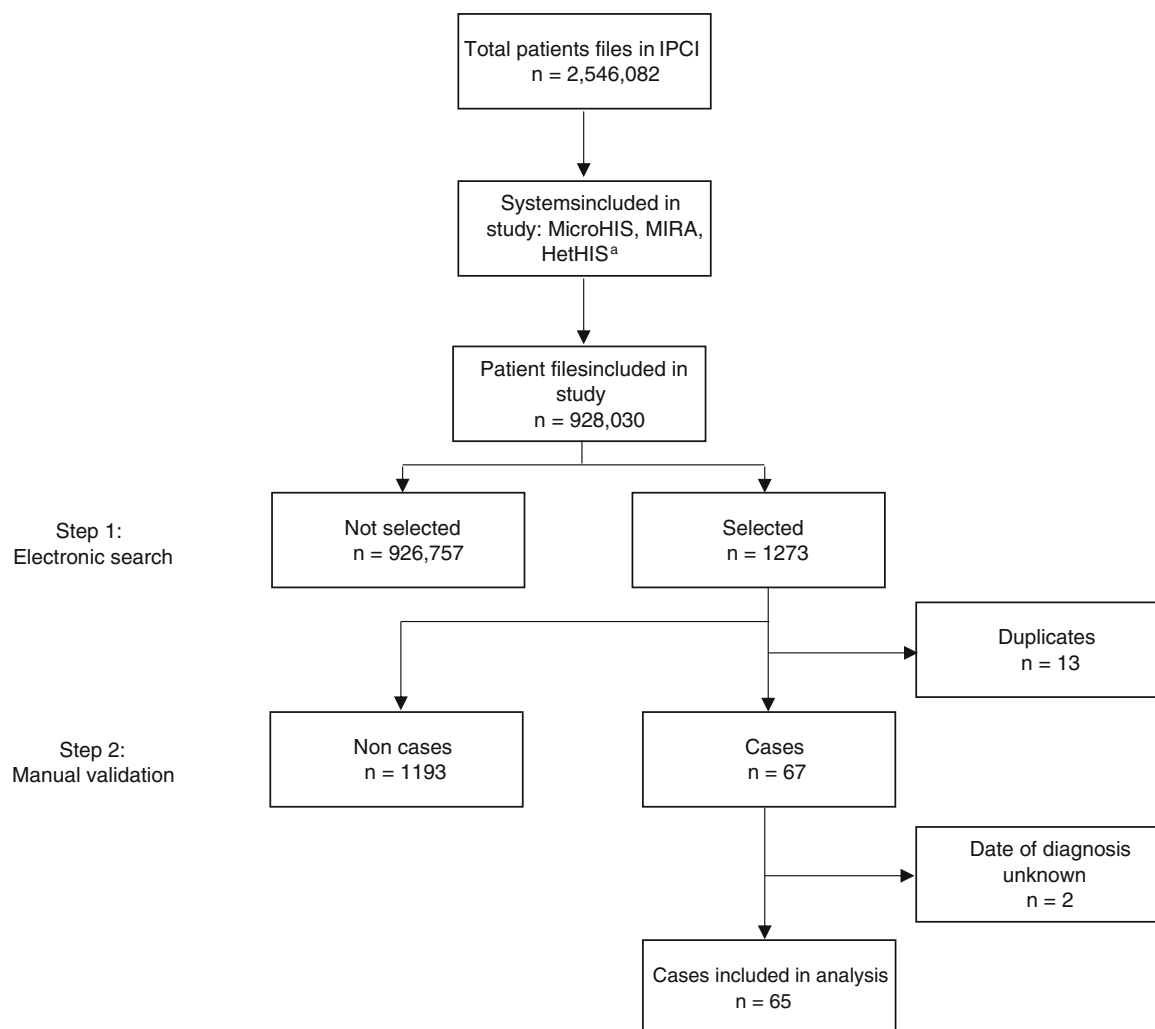 Total patients files in IPCI
n = 2,546,082
Systemsincluded in
study: MicroHIS, MIRA,
HetHISᵃ
Patient filesincluded in
study
n = 928,030
Step 1:
Electronic search
Not selected
n = 926,757
Selected
n = 1273
Duplicates
n = 13
Step 2:
Manual validation
Non cases
n = 1193
Cases
n = 67
Date of diagnosis
unknown
n = 2
Cases included in analysis
n = 65